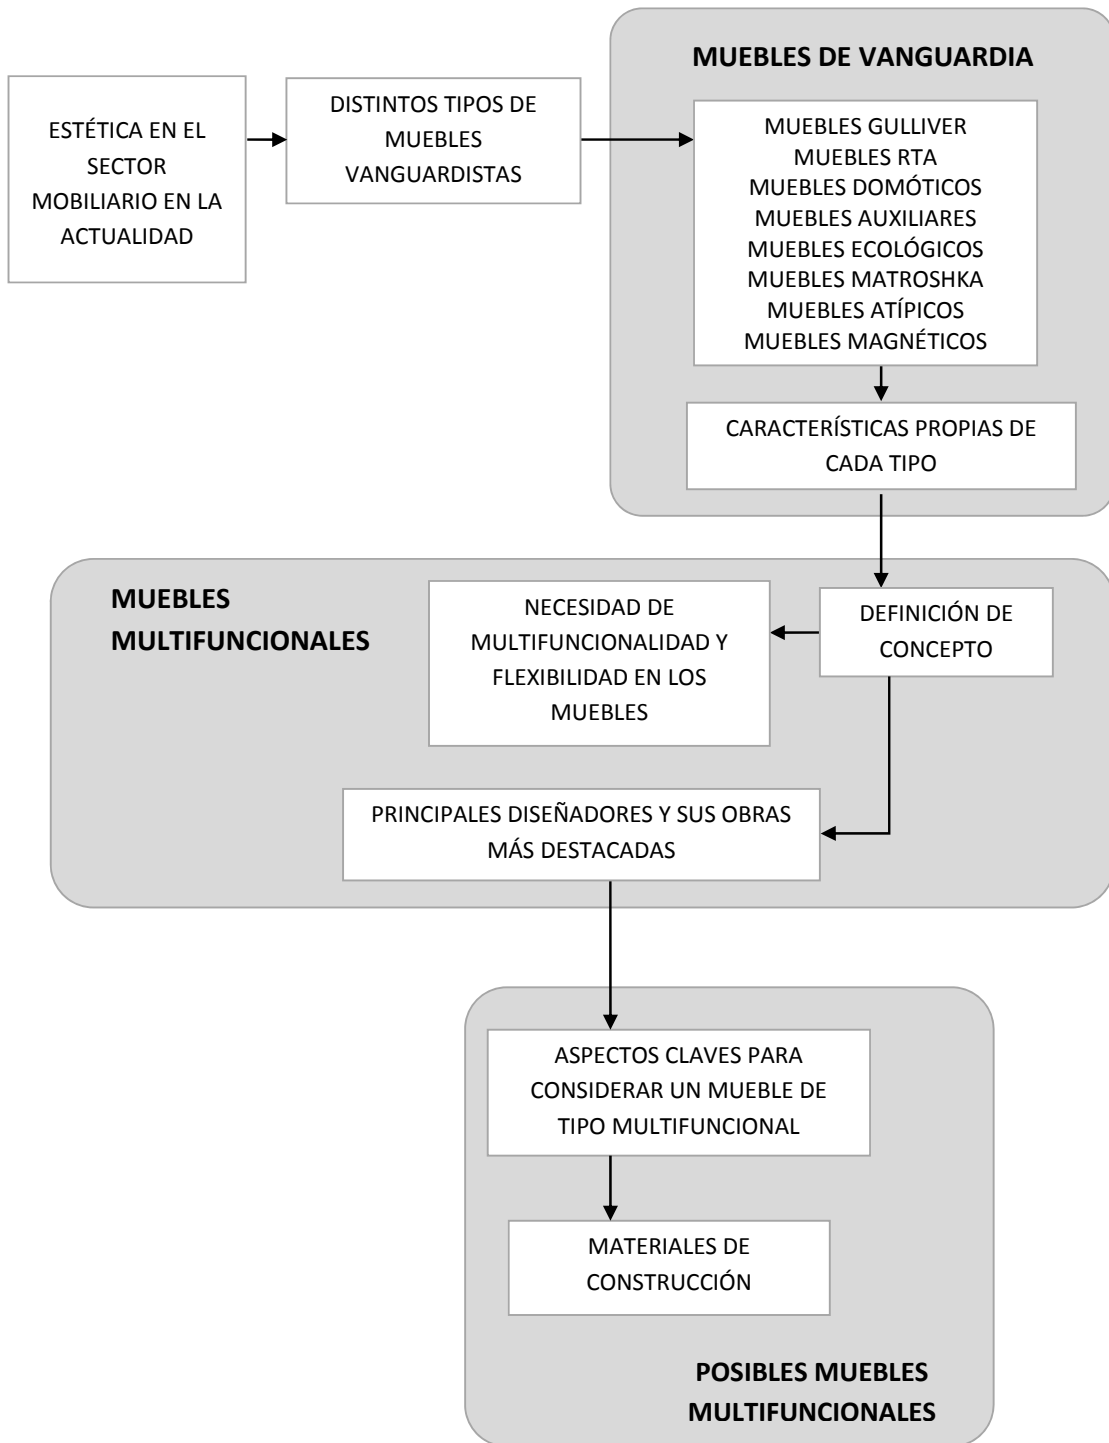 MUEBLES DE VANGUARDIA
ESTÉTICA EN EL
SECTOR
MOBILIARIO EN LA
ACTUALIDAD
DISTINTOS TIPOS DE
MUEBLES
VANGUARDISTAS
MUEBLES GULLIVER
MUEBLES RTA
MUEBLES DOMÓTICOS
MUEBLES AUXILIARES
MUEBLES ECOLÓGICOS
MUEBLES MATROSHKA
MUEBLES ATÍPICOS
MUEBLES MAGNÉTICOS
CARACTERÍSTICAS PROPIAS DE
CADA TIPO
MUEBLES
MULTIFUNCIONALES
NECESIDAD DE
MULTIFUNCIONALIDAD Y
FLEXIBILIDAD EN LOS
MUEBLES
DEFINICIÓN DE
CONCEPTO
PRINCIPALES DISEÑADORES Y SUS OBRAS
MÁS DESTACADAS
ASPECTOS CLAVES PARA
CONSIDERAR UN MUEBLE DE
TIPO MULTIFUNCIONAL
MATERIALES DE
CONSTRUCCIÓN
POSIBLES MUEBLES
MULTIFUNCIONALES